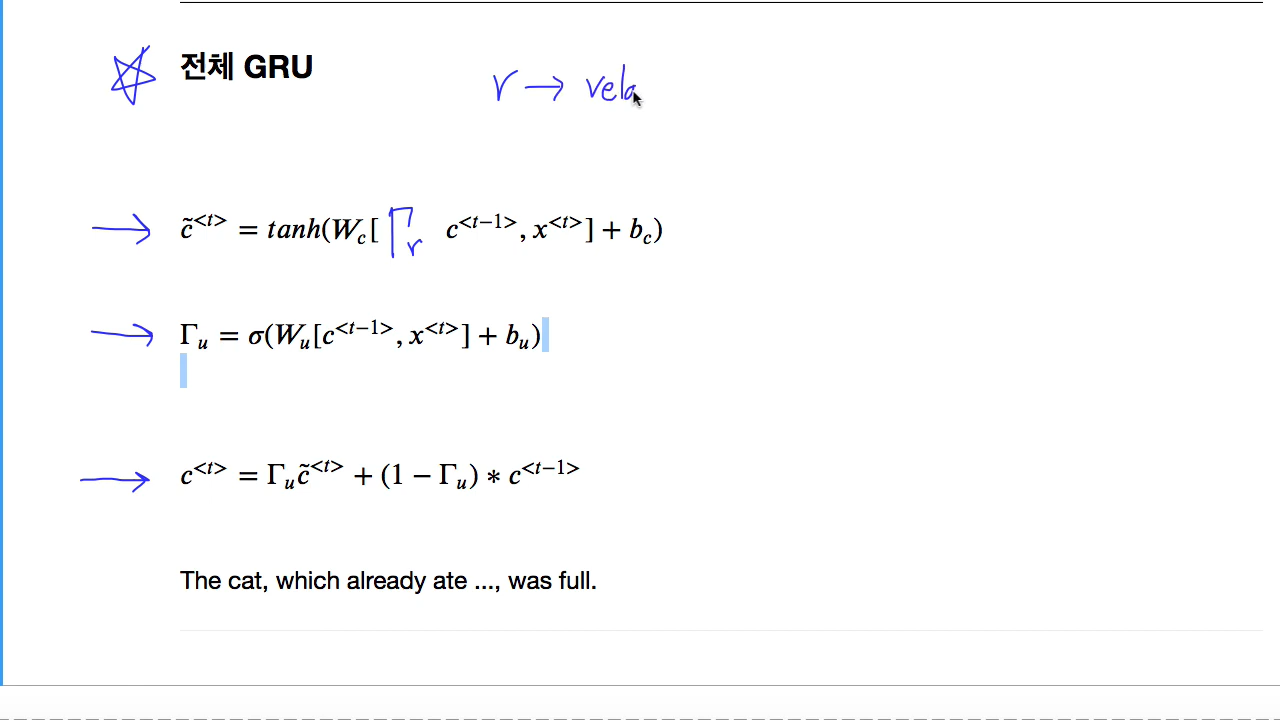 전체 GRU
r → rela
c̃^{<t>} = tanh(W_c[ Γ_r c^{<t−1>}, x^{<t>}] + b_c)
Γ_u = σ(W_u[c^{<t−1>}, x^{<t>}] + b_u)
c^{<t>} = Γ_u c̃^{<t>} + (1 − Γ_u) ∗ c^{<t−1>}
The cat, which already ate ..., was full.